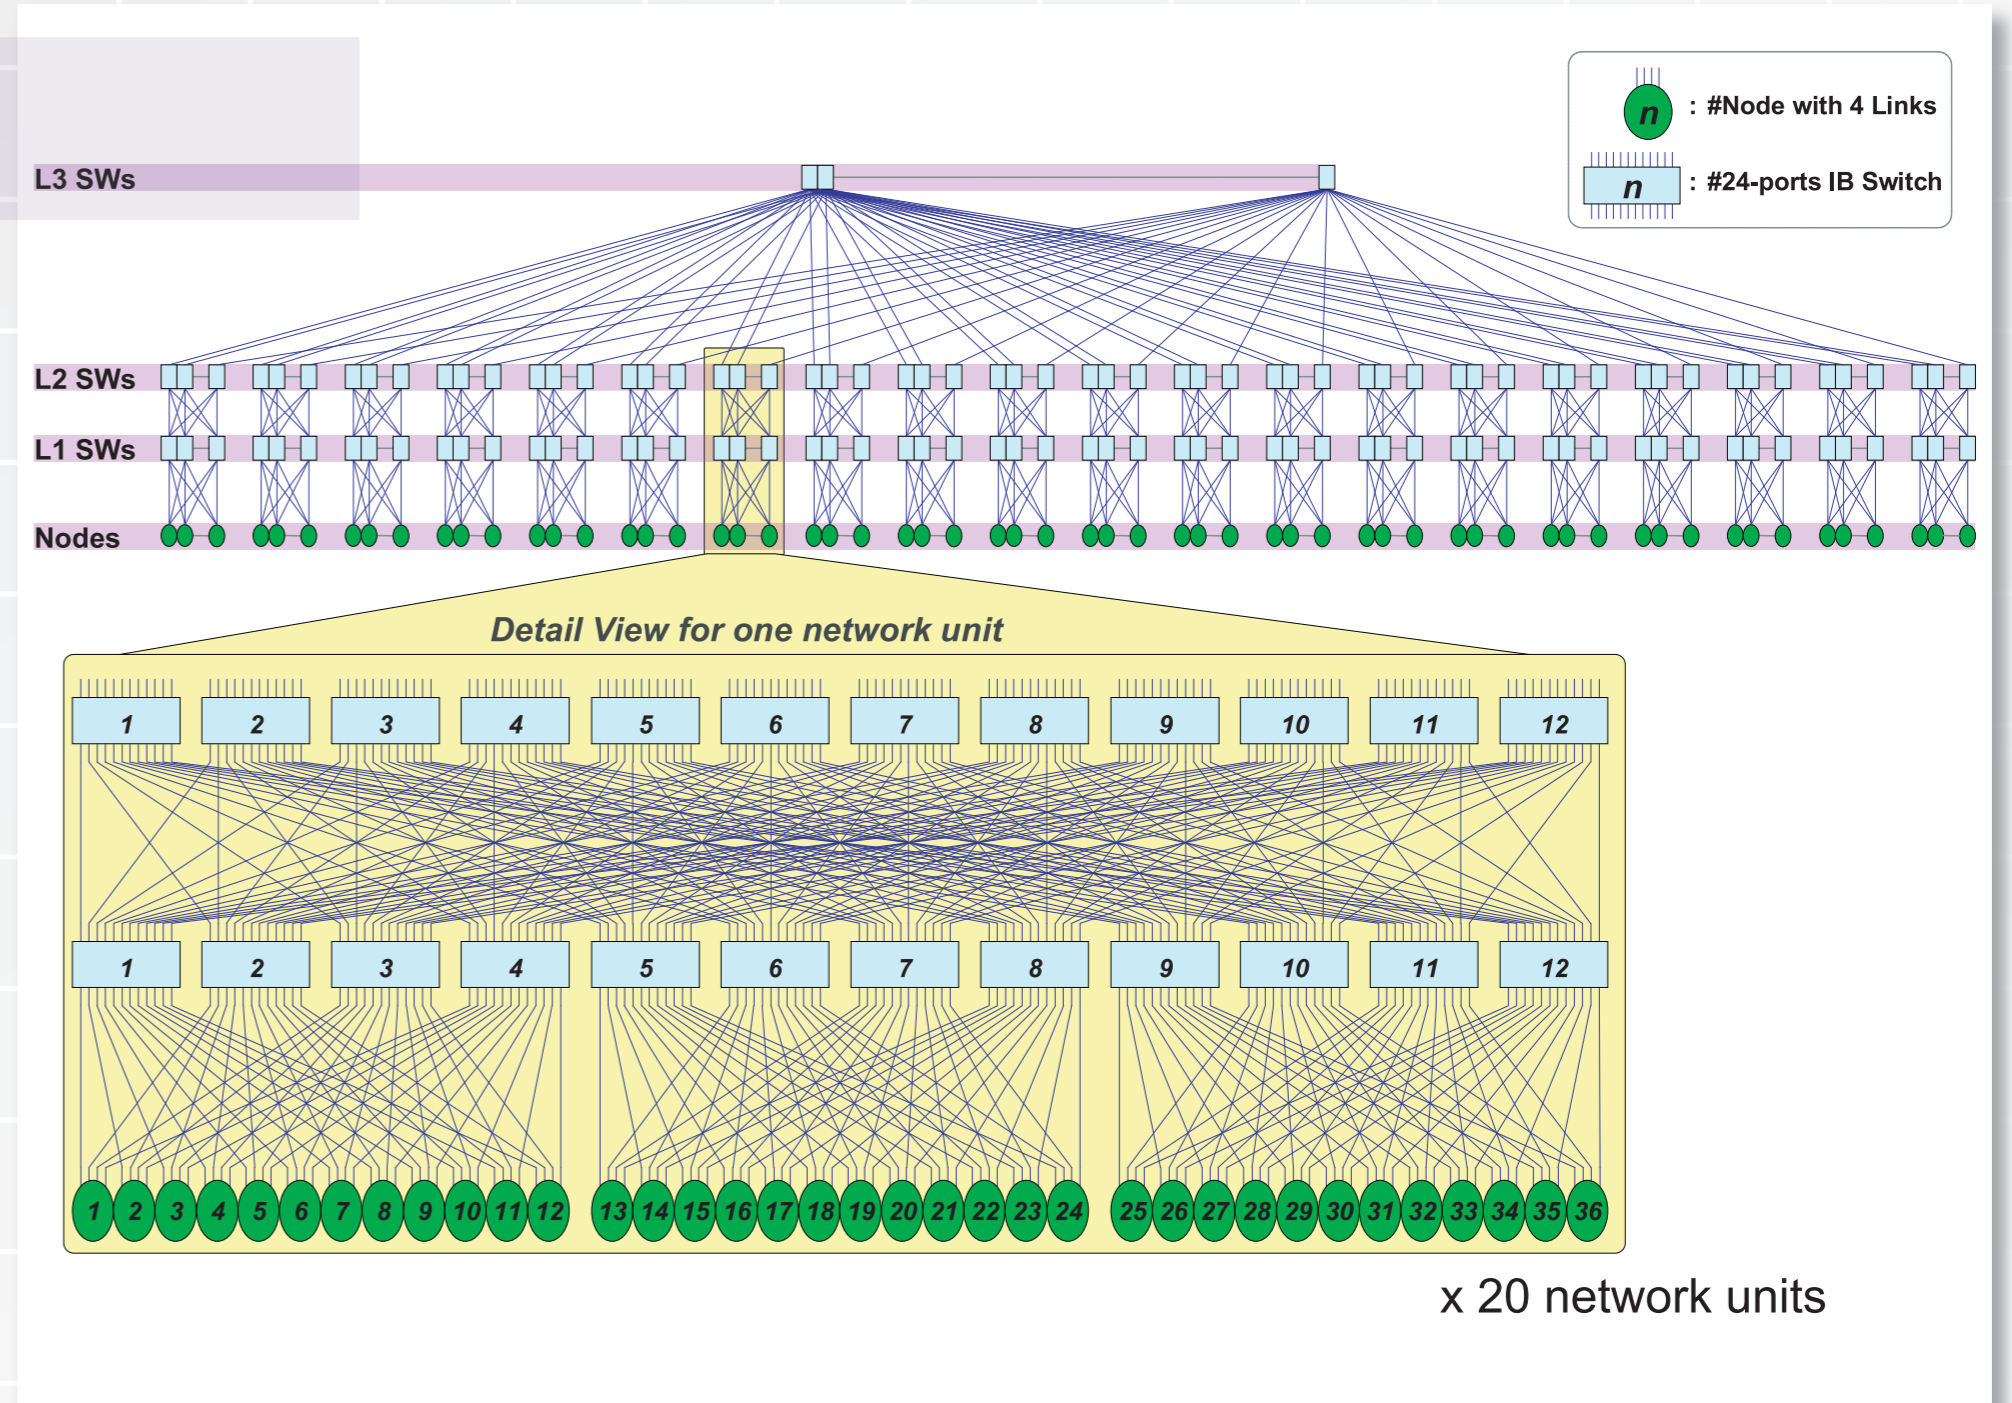 n : #Node with 4 Links
n : #24-ports IB Switch
L3 SWs
L2 SWs
L1 SWs
Nodes
Detail View for one network unit
1 2 3 4 5 6 7 8 9 10 11 12
1 2 3 4 5 6 7 8 9 10 11 12
1 2 3 4 5 6 7 8 9 10 11 12 13 14 15 16 17 18 19 20 21 22 23 24 25 26 27 28 29 30 31 32 33 34 35 36
x 20 network units